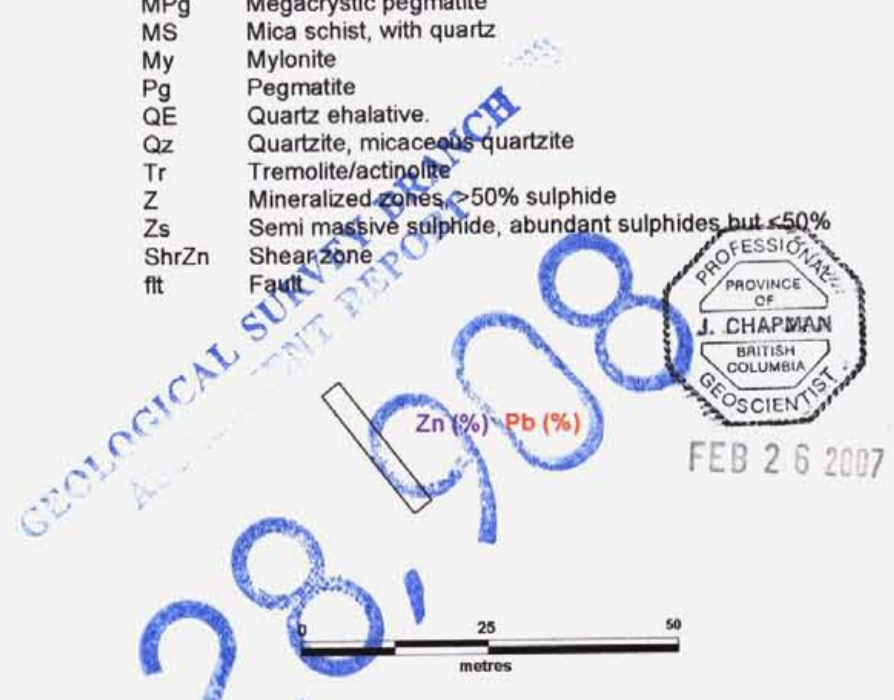 MPg Megacrystic pegmatite
MS Mica schist, with quartz
My Mylonite
Pg Pegmatite
QE Quartz ehalative.
Qz Quartzite, micaceous quartzite
Tr Tremolite/actinolite
Z Mineralized zones, >50% sulphide
Zs Semi massive sulphide, abundant sulphides but ≤50%
ShrZn Shear zone
flt Fault
GEOLOGICAL SURVEY BRANCH
ASSESSMENT REPORT
28,908
PROFESSIONAL
PROVINCE
OF
J. CHAPMAN
BRITISH
COLUMBIA
GEOSCIENTIST
FEB 26 2007
Zn (%) Pb (%)
0 25 50
metres